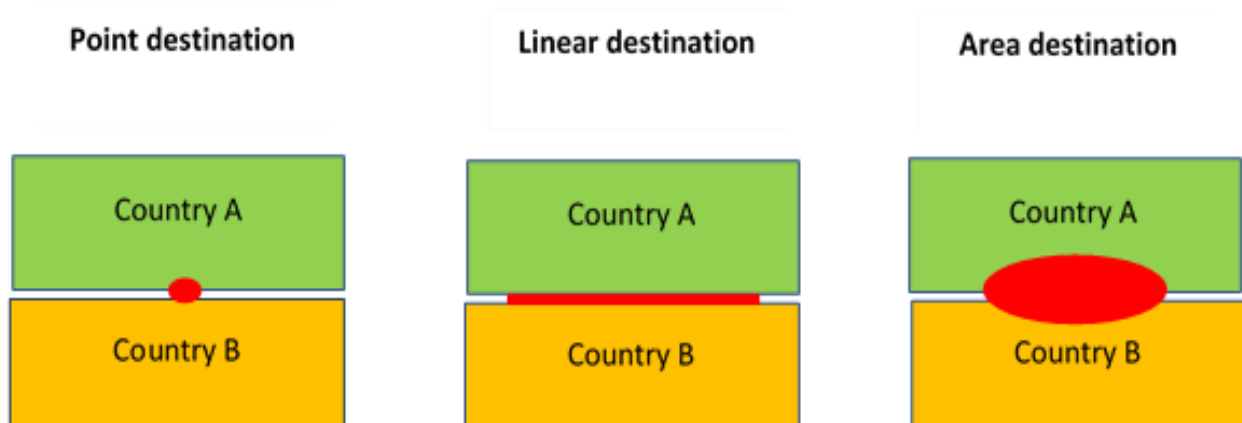 Point destination
Linear destination
Area destination
Country A
Country A
Country A
Country B
Country B
Country B